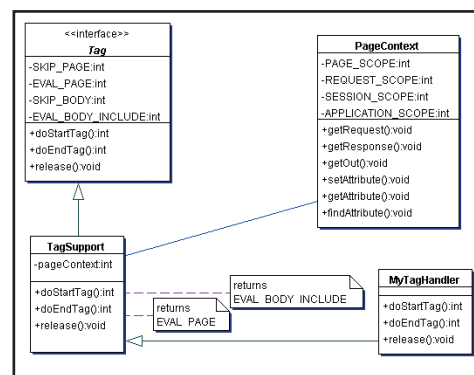 <<interface>>
Tag
-SKIP_PAGE:int
-EVAL_PAGE:int
-SKIP_BODY:int
-EVAL_BODY_INCLUDE:int
+doStartTag():int
+doEndTag():int
+release():void
PageContext
-PAGE_SCOPE:int
-REQUEST_SCOPE:int
-SESSION_SCOPE:int
-APPLICATION_SCOPE:int
+getRequest():void
+getResponse():void
+getOut():void
+setAttribute():void
+getAttribute():void
+findAttribute():void
TagSupport
-pageContext:int
+doStartTag():int
+doEndTag():int
+release():void
returns
EVAL_BODY_INCLUDE
returns
EVAL_PAGE
MyTagHandler
+doStartTag():int
+doEndTag():int
+release():void